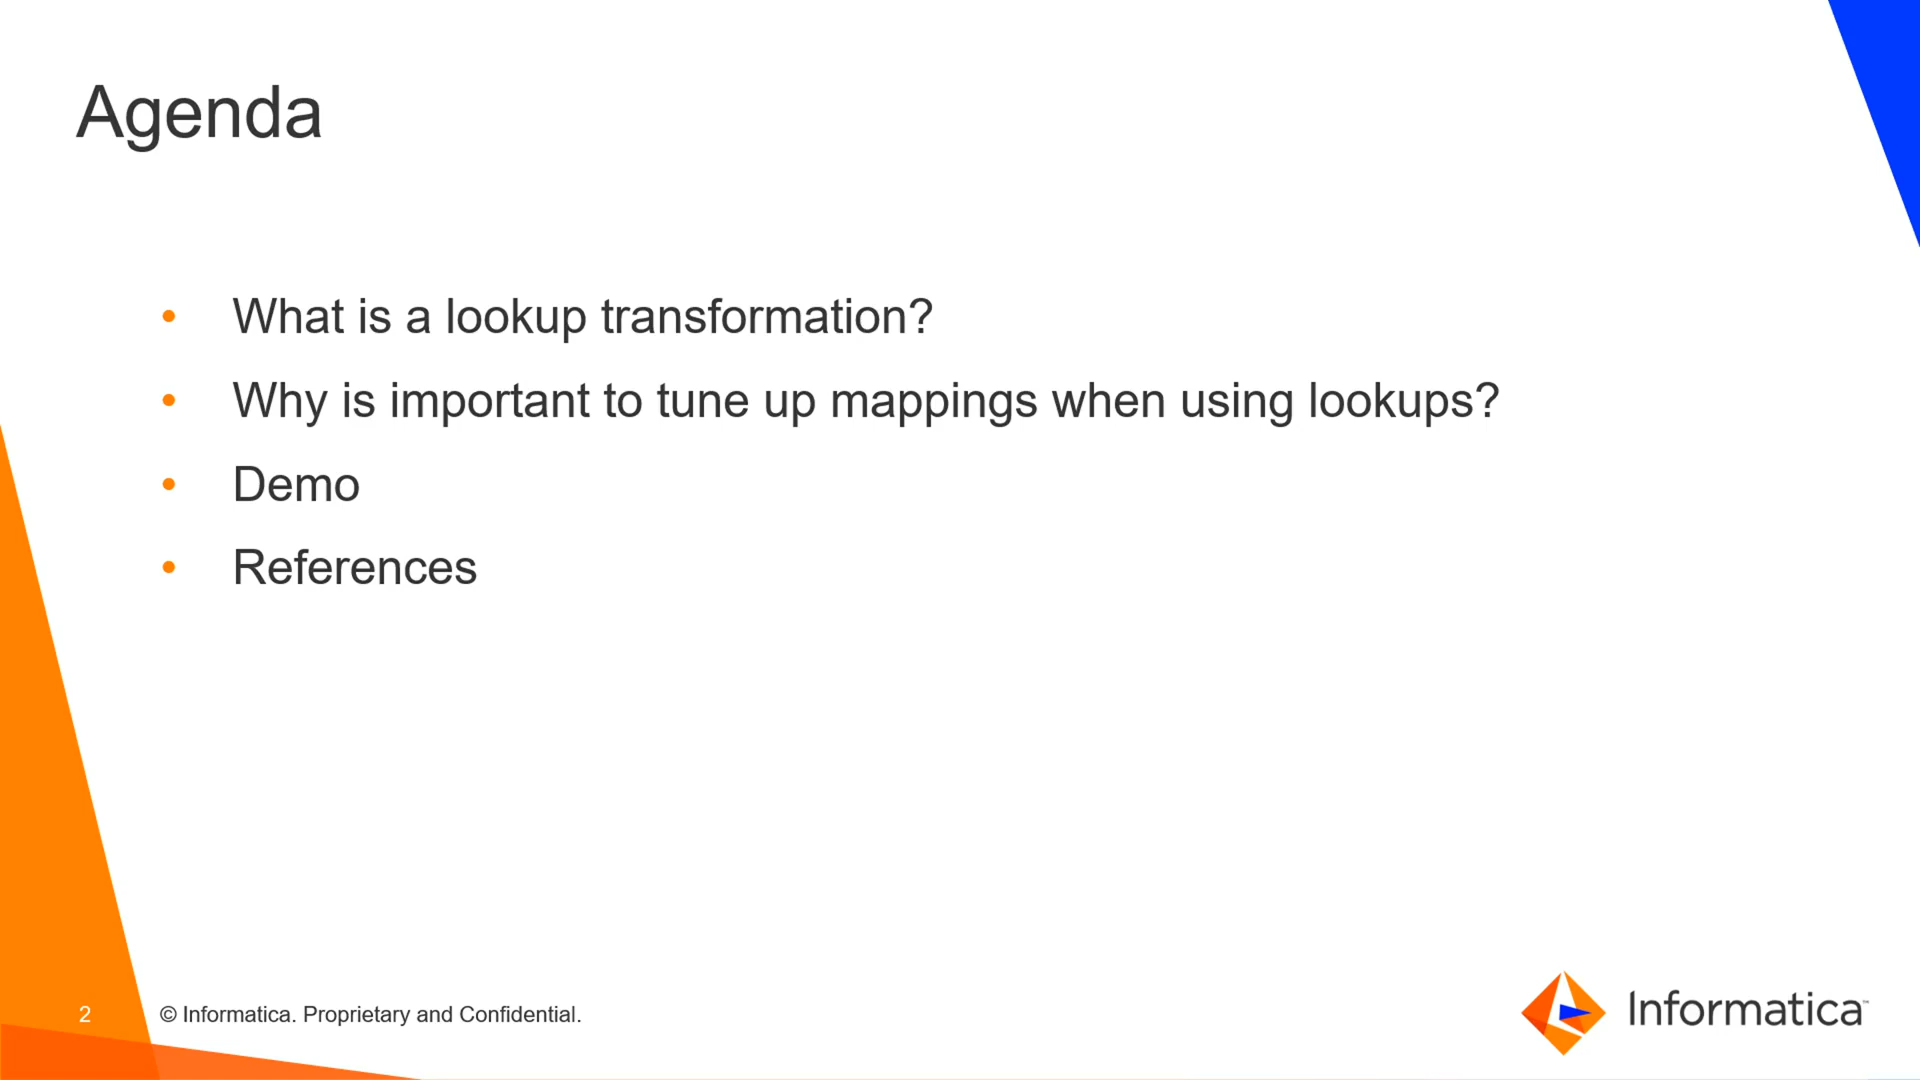 Agenda
• What is a lookup transformation?
• Why is important to tune up mappings when using lookups?
• Demo
• References
2
© Informatica. Proprietary and Confidential.
Informatica™